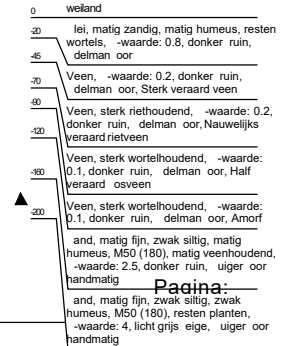 0 weiland
-20
lei, matig zandig, matig humeus, resten
wortels, -waarde: 0.8, donker ruin,
delman oor
-45
Veen, -waarde: 0.2, donker ruin,
delman oor, Sterk veraard veen
-70
Veen, sterk riethoudend, -waarde: 0.2,
donker ruin, delman oor, Nauwelijks
veraard rietveen
-90
Veen, sterk wortelhoudend, -waarde:
0.1, donker ruin, delman oor, Half
veraard osveen
-120
Veen, sterk wortelhoudend, -waarde:
0.1, donker ruin, delman oor, Amorf
-160
and, matig fijn, zwak siltig, matig
humeus, M50 (180), matig veenhoudend,
-waarde: 2.5, donker ruin, uiger oor
handmatig
Pagina:
-200
and, matig fijn, zwak siltig, zwak
humeus, M50 (180), resten planten,
-waarde: 4, licht grijs eige, uiger oor
handmatig